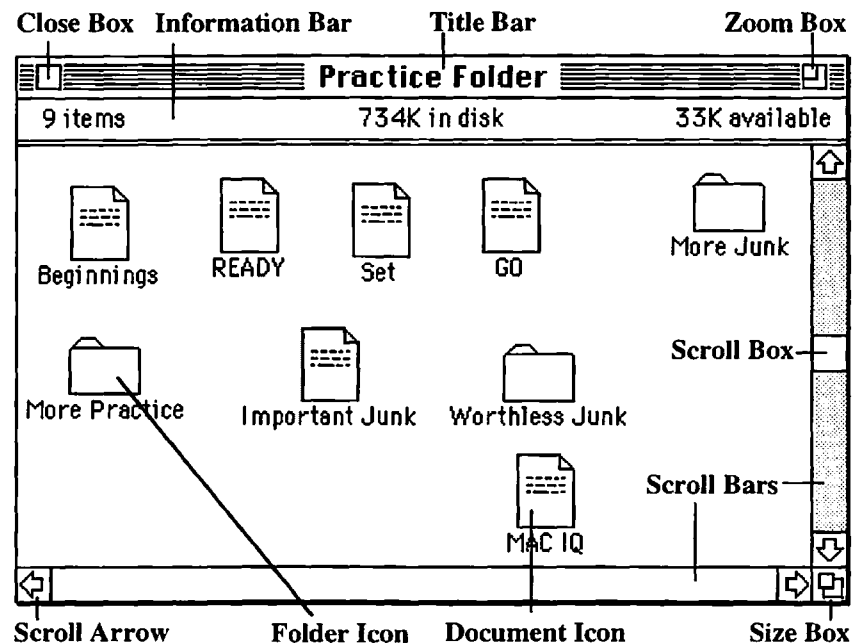 Close Box Information Bar Title Bar Zoom Box
Practice Folder
9 items 734K in disk 33K available
Beginnings READY Set GO More Junk
Scroll Box
More Practice Important Junk Worthless Junk
Scroll Bars
MAC IQ
Scroll Arrow Folder Icon Document Icon Size Box